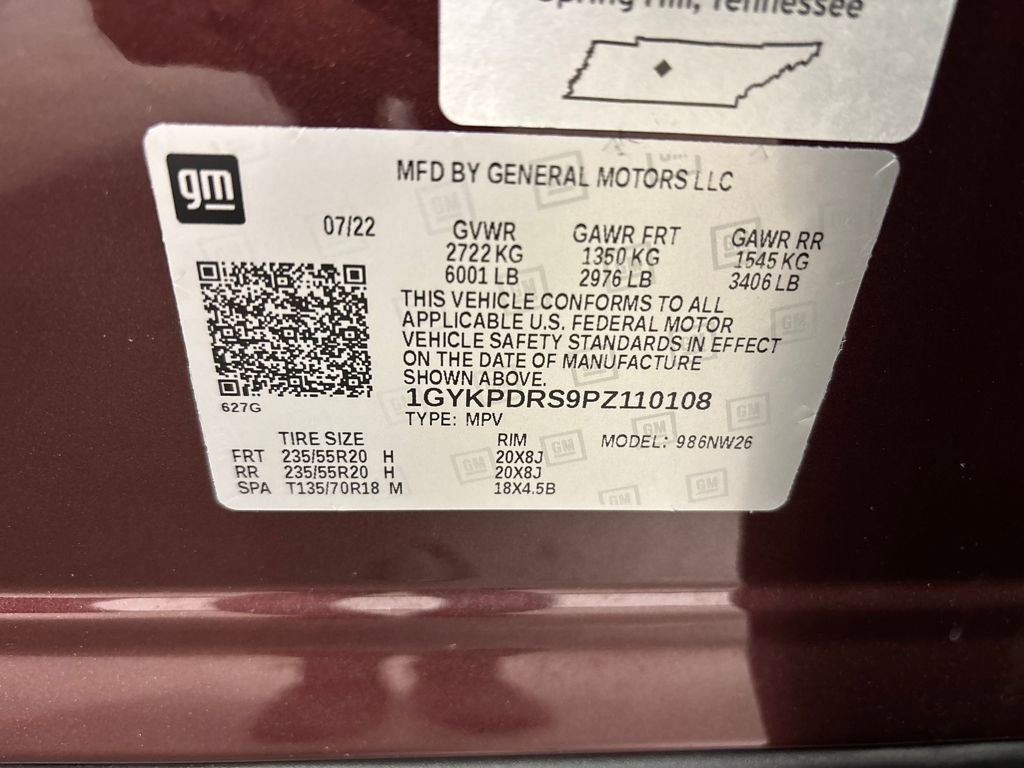 Spring Hill, Tennessee
gm
MFD BY GENERAL MOTORS LLC
07/22 GVWR GAWR FRT GAWR RR
2722 KG 1350 KG 1545 KG
6001 LB 2976 LB 3406 LB
THIS VEHICLE CONFORMS TO ALL
APPLICABLE U.S. FEDERAL MOTOR
VEHICLE SAFETY STANDARDS IN EFFECT
ON THE DATE OF MANUFACTURE
SHOWN ABOVE.
627G
1GYKPDRS9PZ110108
TYPE: MPV
TIRE SIZE RIM MODEL: 986NW26
FRT 235/55R20 H 20X8J
RR 235/55R20 H 20X8J
SPA T135/70R18 M 18X4.5B